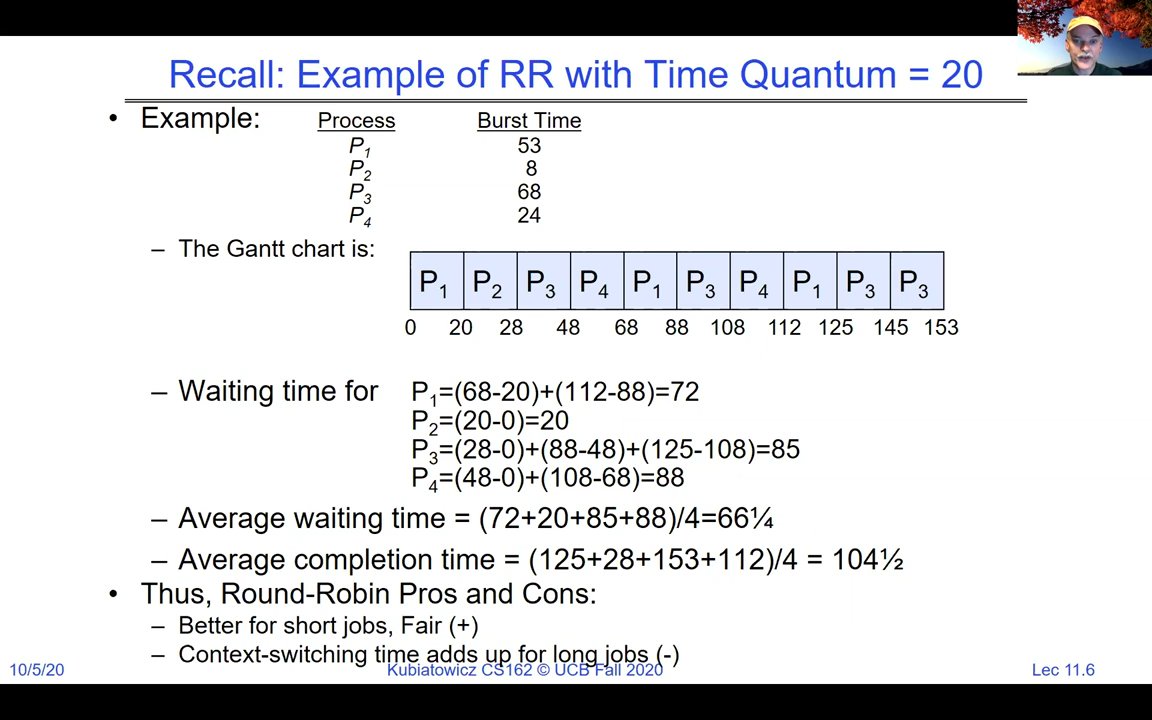 Recall: Example of RR with Time Quantum = 20
• Example: Process Burst Time
P1 53
P2 8
P3 68
P4 24
– The Gantt chart is:
P1 P2 P3 P4 P1 P3 P4 P1 P3 P3
0 20 28 48 68 88 108 112 125 145 153
– Waiting time for P1=(68-20)+(112-88)=72
P2=(20-0)=20
P3=(28-0)+(88-48)+(125-108)=85
P4=(48-0)+(108-68)=88
– Average waiting time = (72+20+85+88)/4=66¼
– Average completion time = (125+28+153+112)/4 = 104½
• Thus, Round-Robin Pros and Cons:
– Better for short jobs, Fair (+)
– Context-switching time adds up for long jobs (-)
10/5/20 Kubiatowicz CS162 © UCB Fall 2020 Lec 11.6